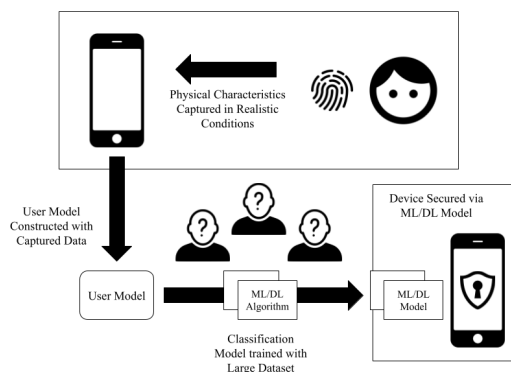 Physical Characteristics
Captured in Realistic
Conditions
User Model
Constructed with
Captured Data
? ? ?
Device Secured via
ML/DL Model
User Model
ML/DL
Algorithm
ML/DL
Model
Classification
Model trained with
Large Dataset